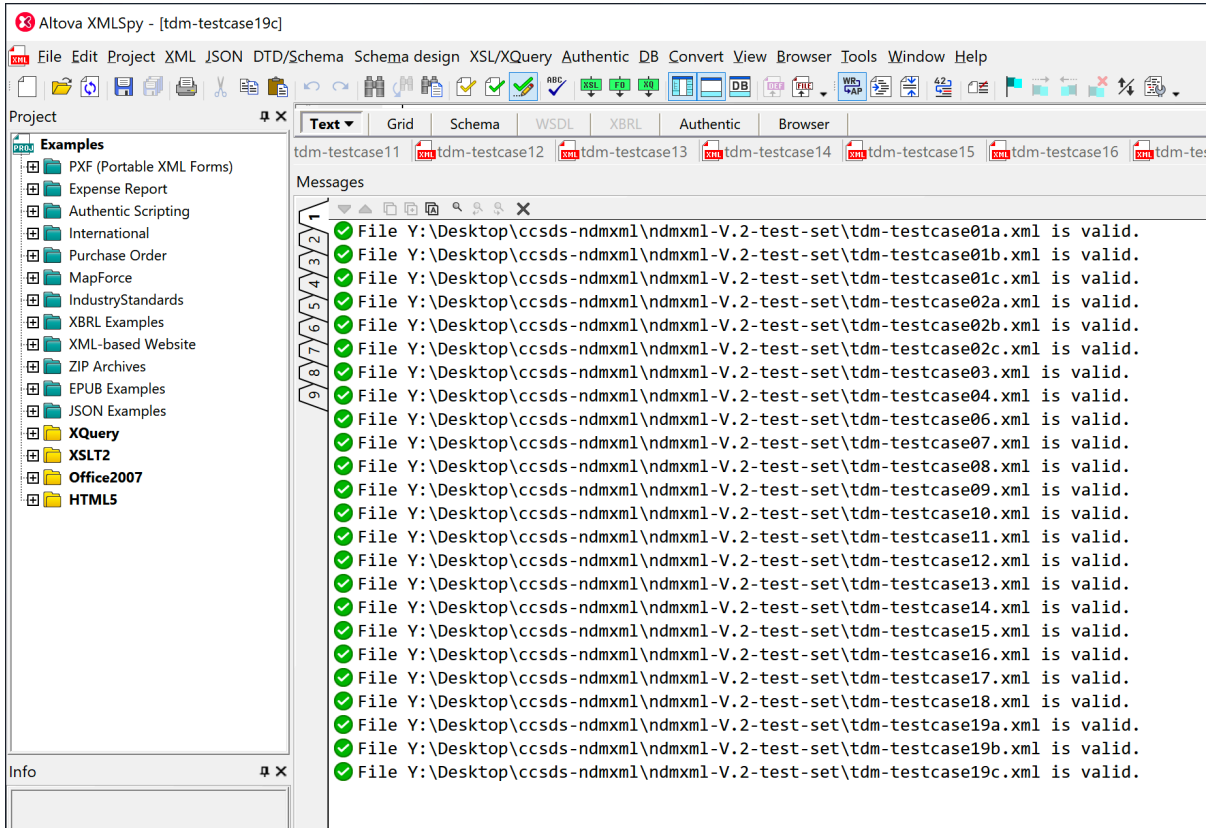 Altova XMLSpy - [tdm-testcase19c]
File Edit Project XML JSON DTD/Schema Schema design XSL/XQuery Authentic DB Convert View Browser Tools Window Help
Project
Examples
PXF (Portable XML Forms)
Expense Report
Authentic Scripting
International
Purchase Order
MapForce
IndustryStandards
XBRL Examples
XML-based Website
ZIP Archives
EPUB Examples
JSON Examples
XQuery
XSLT2
Office2007
HTML5
Info
Text Grid Schema WSDL XBRL Authentic Browser
tdm-testcase11 tdm-testcase12 tdm-testcase13 tdm-testcase14 tdm-testcase15 tdm-testcase16 tdm-tes
Messages
1
2
3
4
5
6
7
8
9
File Y:\Desktop\ccsds-ndmxml\ndmxml-V.2-test-set\tdm-testcase01a.xml is valid.
File Y:\Desktop\ccsds-ndmxml\ndmxml-V.2-test-set\tdm-testcase01b.xml is valid.
File Y:\Desktop\ccsds-ndmxml\ndmxml-V.2-test-set\tdm-testcase01c.xml is valid.
File Y:\Desktop\ccsds-ndmxml\ndmxml-V.2-test-set\tdm-testcase02a.xml is valid.
File Y:\Desktop\ccsds-ndmxml\ndmxml-V.2-test-set\tdm-testcase02b.xml is valid.
File Y:\Desktop\ccsds-ndmxml\ndmxml-V.2-test-set\tdm-testcase02c.xml is valid.
File Y:\Desktop\ccsds-ndmxml\ndmxml-V.2-test-set\tdm-testcase03.xml is valid.
File Y:\Desktop\ccsds-ndmxml\ndmxml-V.2-test-set\tdm-testcase04.xml is valid.
File Y:\Desktop\ccsds-ndmxml\ndmxml-V.2-test-set\tdm-testcase06.xml is valid.
File Y:\Desktop\ccsds-ndmxml\ndmxml-V.2-test-set\tdm-testcase07.xml is valid.
File Y:\Desktop\ccsds-ndmxml\ndmxml-V.2-test-set\tdm-testcase08.xml is valid.
File Y:\Desktop\ccsds-ndmxml\ndmxml-V.2-test-set\tdm-testcase09.xml is valid.
File Y:\Desktop\ccsds-ndmxml\ndmxml-V.2-test-set\tdm-testcase10.xml is valid.
File Y:\Desktop\ccsds-ndmxml\ndmxml-V.2-test-set\tdm-testcase11.xml is valid.
File Y:\Desktop\ccsds-ndmxml\ndmxml-V.2-test-set\tdm-testcase12.xml is valid.
File Y:\Desktop\ccsds-ndmxml\ndmxml-V.2-test-set\tdm-testcase13.xml is valid.
File Y:\Desktop\ccsds-ndmxml\ndmxml-V.2-test-set\tdm-testcase14.xml is valid.
File Y:\Desktop\ccsds-ndmxml\ndmxml-V.2-test-set\tdm-testcase15.xml is valid.
File Y:\Desktop\ccsds-ndmxml\ndmxml-V.2-test-set\tdm-testcase16.xml is valid.
File Y:\Desktop\ccsds-ndmxml\ndmxml-V.2-test-set\tdm-testcase17.xml is valid.
File Y:\Desktop\ccsds-ndmxml\ndmxml-V.2-test-set\tdm-testcase18.xml is valid.
File Y:\Desktop\ccsds-ndmxml\ndmxml-V.2-test-set\tdm-testcase19a.xml is valid.
File Y:\Desktop\ccsds-ndmxml\ndmxml-V.2-test-set\tdm-testcase19b.xml is valid.
File Y:\Desktop\ccsds-ndmxml\ndmxml-V.2-test-set\tdm-testcase19c.xml is valid.